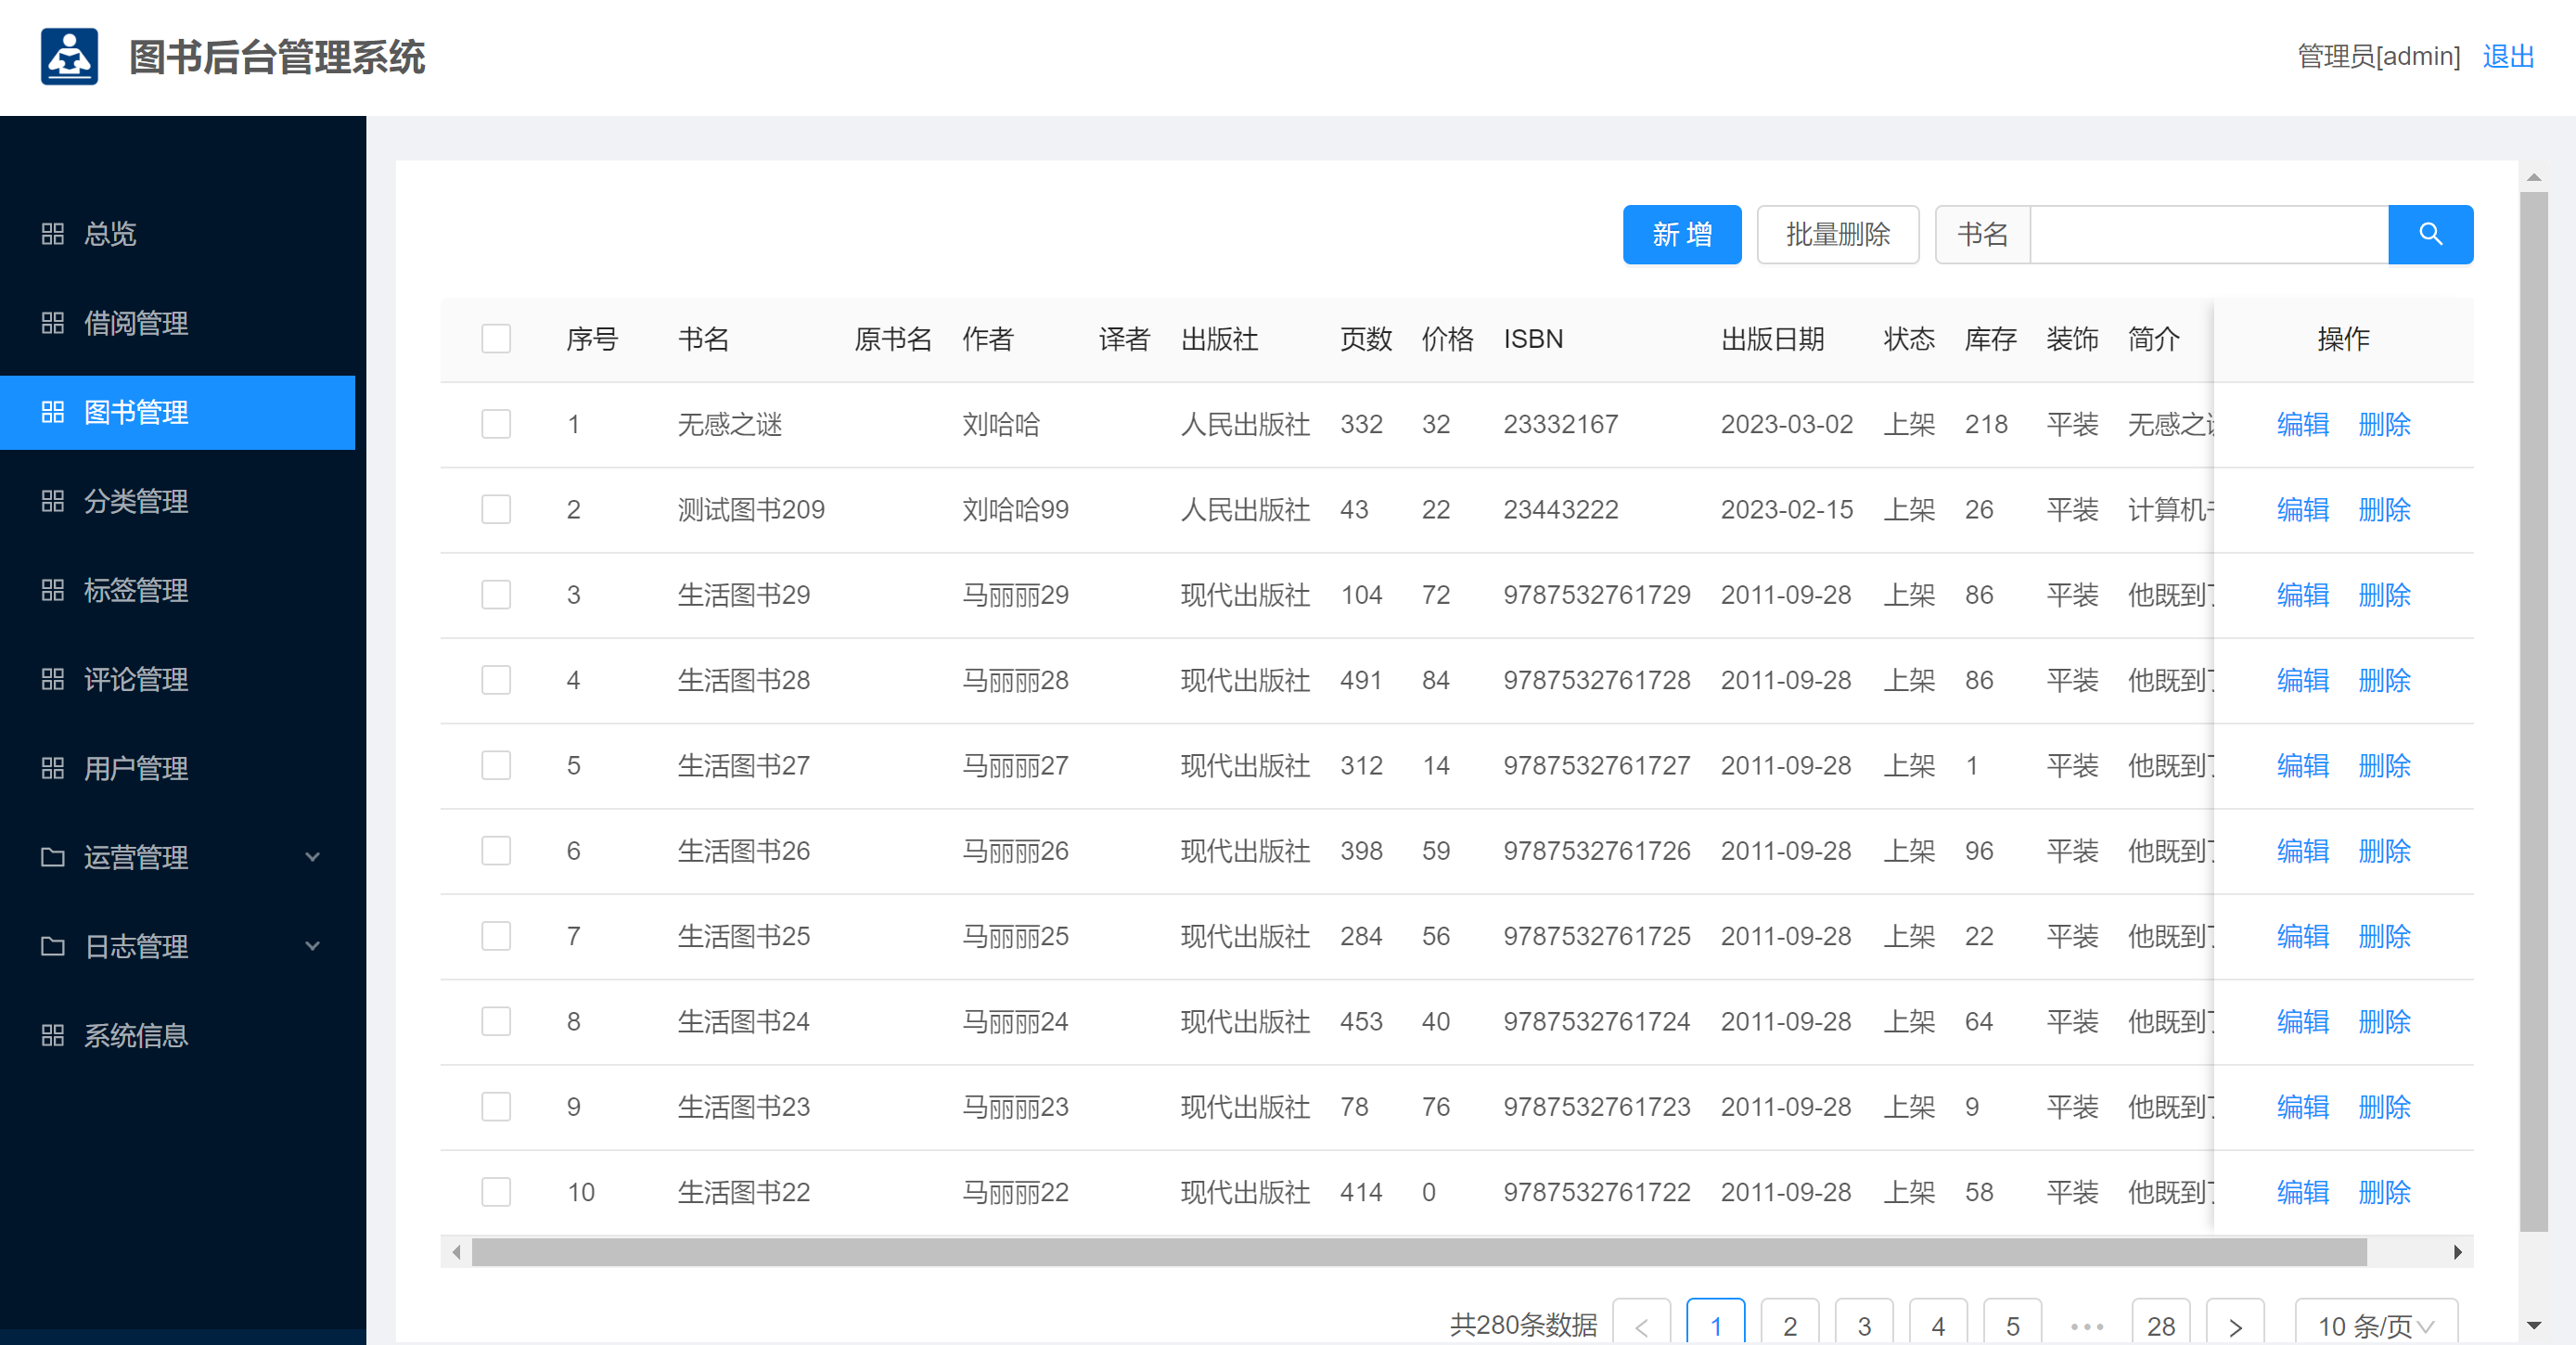 图书后台管理系统
管理员[admin] 退出
总览
借阅管理
图书管理
分类管理
标签管理
评论管理
用户管理
运营管理
日志管理
系统信息
新 增 批量删除 书名
序号 书名 原书名 作者 译者 出版社 页数 价格 ISBN 出版日期 状态 库存 装饰 简介 操作
1 无感之谜 刘哈哈 人民出版社 332 32 23332167 2023-03-02 上架 218 平装 无感之 编辑 删除
2 测试图书209 刘哈哈99 人民出版社 43 22 23443222 2023-02-15 上架 26 平装 计算机 编辑 删除
3 生活图书29 马丽丽29 现代出版社 104 72 9787532761729 2011-09-28 上架 86 平装 他既到 编辑 删除
4 生活图书28 马丽丽28 现代出版社 491 84 9787532761728 2011-09-28 上架 86 平装 他既到 编辑 删除
5 生活图书27 马丽丽27 现代出版社 312 14 9787532761727 2011-09-28 上架 1 平装 他既到 编辑 删除
6 生活图书26 马丽丽26 现代出版社 398 59 9787532761726 2011-09-28 上架 96 平装 他既到 编辑 删除
7 生活图书25 马丽丽25 现代出版社 284 56 9787532761725 2011-09-28 上架 22 平装 他既到 编辑 删除
8 生活图书24 马丽丽24 现代出版社 453 40 9787532761724 2011-09-28 上架 64 平装 他既到 编辑 删除
9 生活图书23 马丽丽23 现代出版社 78 76 9787532761723 2011-09-28 上架 9 平装 他既到 编辑 删除
10 生活图书22 马丽丽22 现代出版社 414 0 9787532761722 2011-09-28 上架 58 平装 他既到 编辑 删除
共280条数据 < 1 2 3 4 5 ••• 28 > 10 条/页